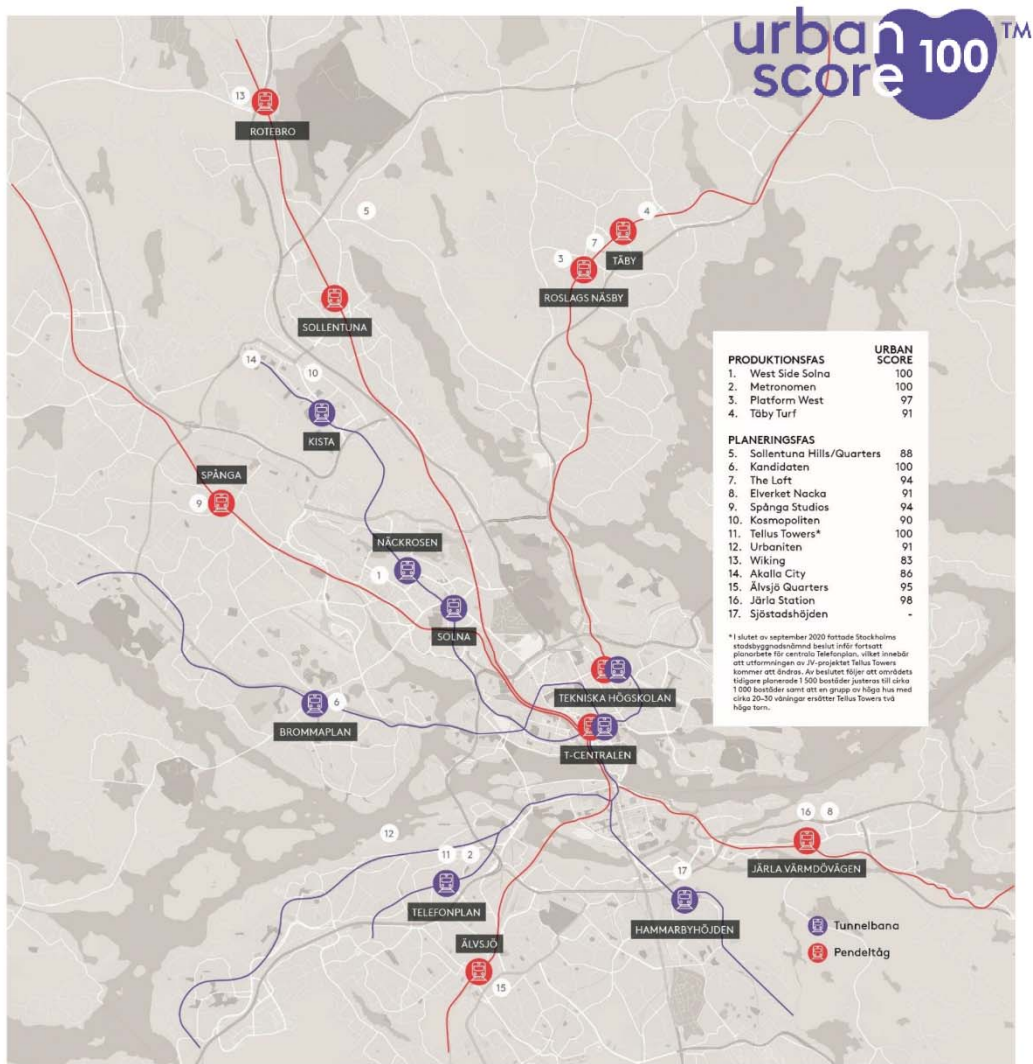 urban
score
100
TM
13
ROTEBRO
5
4
7
TÄBY
3
ROSLAGS NÄSBY
SOLLENTUNA
14
10
KISTA
SPÅNGA
9
NÄCKROSEN
1
SOLNA
TEKNISKA HÖGSKOLAN
6
BROMMAPLAN
T-CENTRALEN
12
11
2
TELEFONPLAN
16
8
JÄRLA VÄRMDÖVÄGEN
17
HAMMARBYHÖJDEN
ÄLVSJÖ
15
PRODUKTIONSFAS URBAN SCORE
1. West Side Solna 100
2. Metronomen 100
3. Platform West 97
4. Täby Turf 91
PLANERINGSFAS
5. Sollentuna Hills/Quarters 88
6. Kandidaten 100
7. The Loft 94
8. Elverket Nacka 91
9. Spånga Studios 94
10. Kosmopoliten 90
11. Tellus Towers* 100
12. Urbaniten 91
13. Wiking 83
14. Akalla City 86
15. Älvsjö Quarters 95
16. Järla Station 98
17. Sjöstadshöjden -
* I slutet av september 2020 fattade Stockholms
stadsbyggnadsnämnd beslut inför fortsatt
planarbete för centrala Telefonplan, vilket innebär
att utformningen av JV-projektet Tellus Towers
kommer att ändras. Av beslutet följer att områdets
tidigare planerade 1 500 bostäder justeras till cirka
1 000 bostäder samt att en grupp av höga hus med
cirka 20-30 våningar ersätter Tellus Towers två
höga torn.
Tunnelbana
Pendeltåg